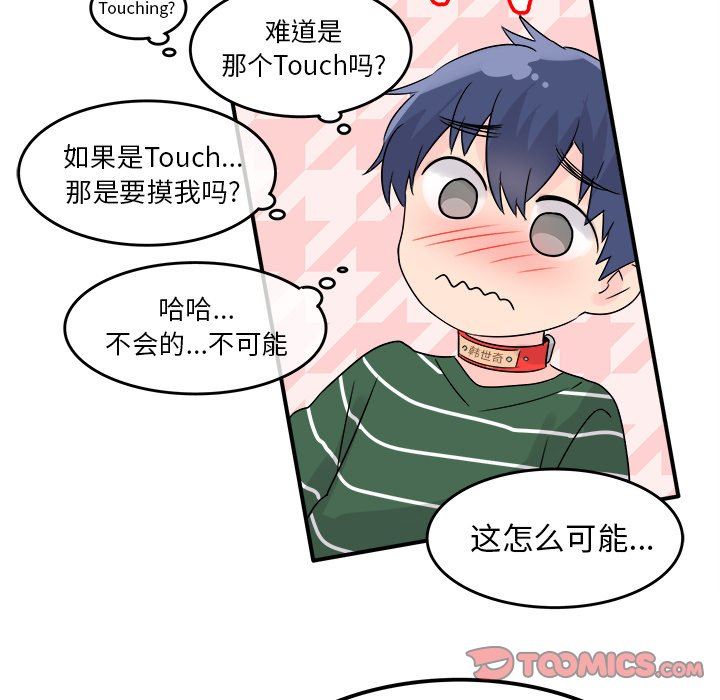 Touching?
难道是
那个Touch吗?
如果是Touch...
那是要摸我吗?
哈哈...
不会的...不可能
韩世奇
这怎么可能...
TOOMICS.COM